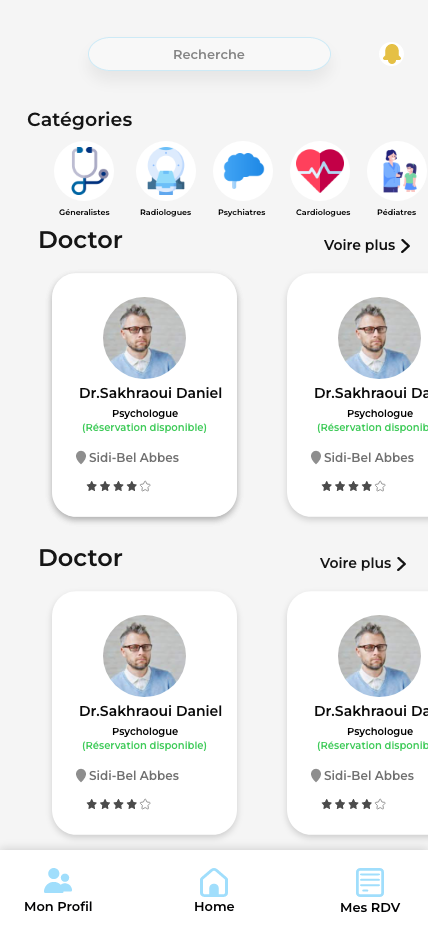 Recherche
Catégories
Géneralistes
Radiologues
Psychiatres
Cardiologues
Pédiatres
Doctor
Voire plus
Dr.Sakhraoui Daniel
Psychologue
(Réservation disponible)
Sidi-Bel Abbes
Dr.Sakhraoui Da
Psychologue
(Réservation disponib
Sidi-Bel Abbes
Doctor
Voire plus
Dr.Sakhraoui Daniel
Psychologue
(Réservation disponible)
Sidi-Bel Abbes
Dr.Sakhraoui Da
Psychologue
(Réservation disponib
Sidi-Bel Abbes
Mon Profil
Home
Mes RDV